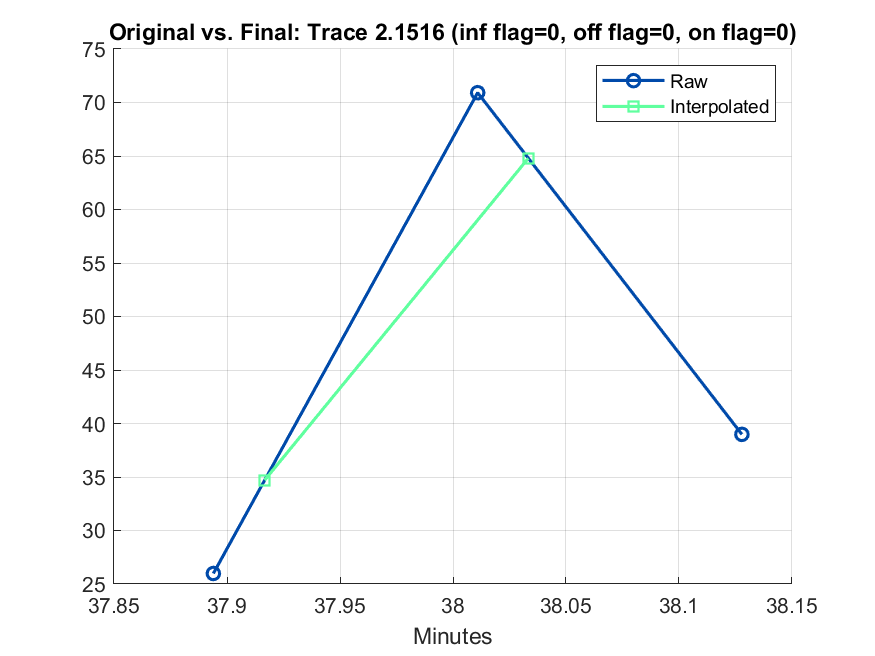 Original vs. Final: Trace 2.1516 (inf flag=0, off flag=0, on flag=0)
75
70
65
60
55
50
45
40
35
30
25
Raw
Interpolated
37.85 37.9 37.95 38 38.05 38.1 38.15
Minutes